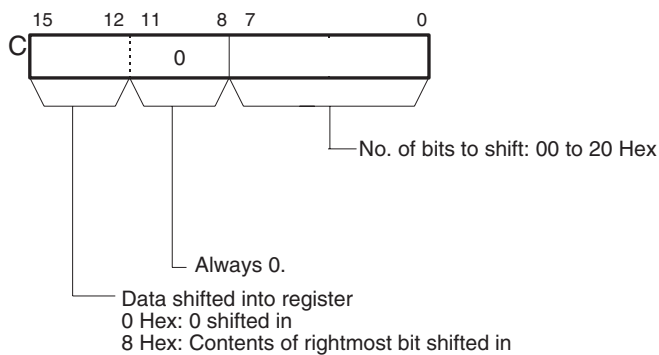 15 12 11 8 7 0
C
0
No. of bits to shift: 00 to 20 Hex
Always 0.
Data shifted into register
0 Hex: 0 shifted in
8 Hex: Contents of rightmost bit shifted in